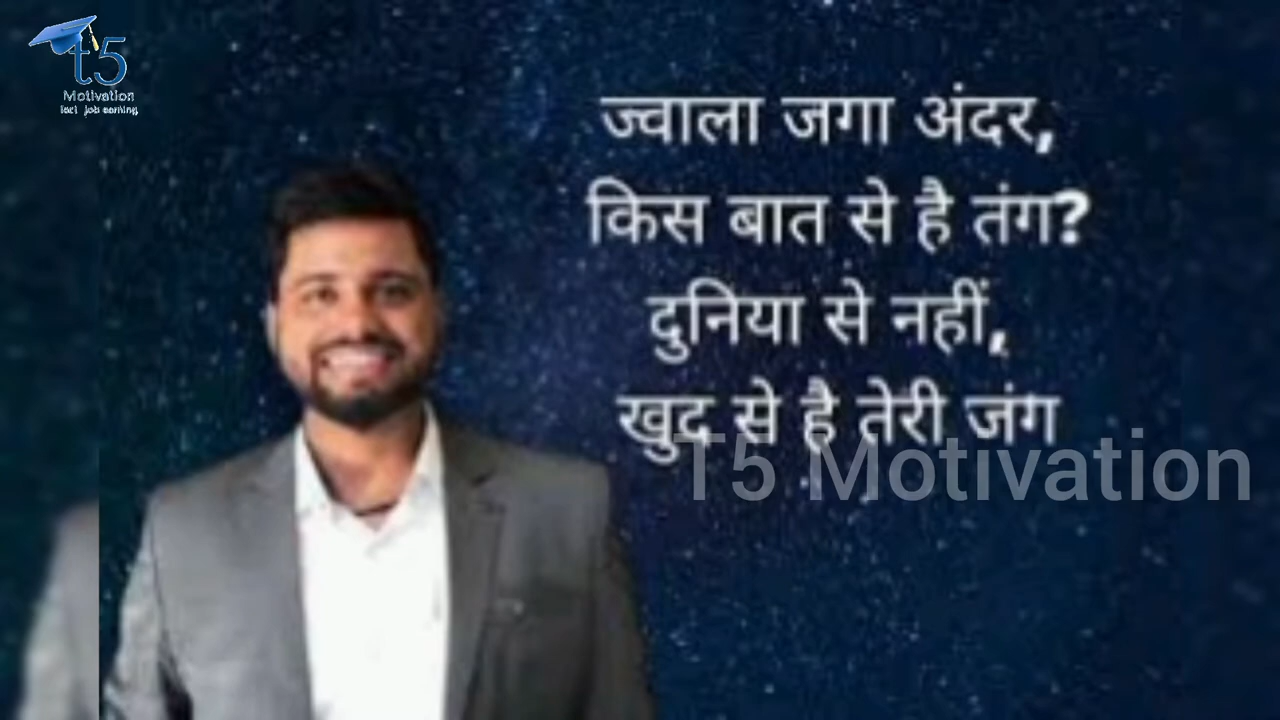 t5
Motivation
ज्वाला जगा अंदर,
किस बात से है तंग?
दुनिया से नहीं,
खुद से है तेरी जंग
T5 Motivation